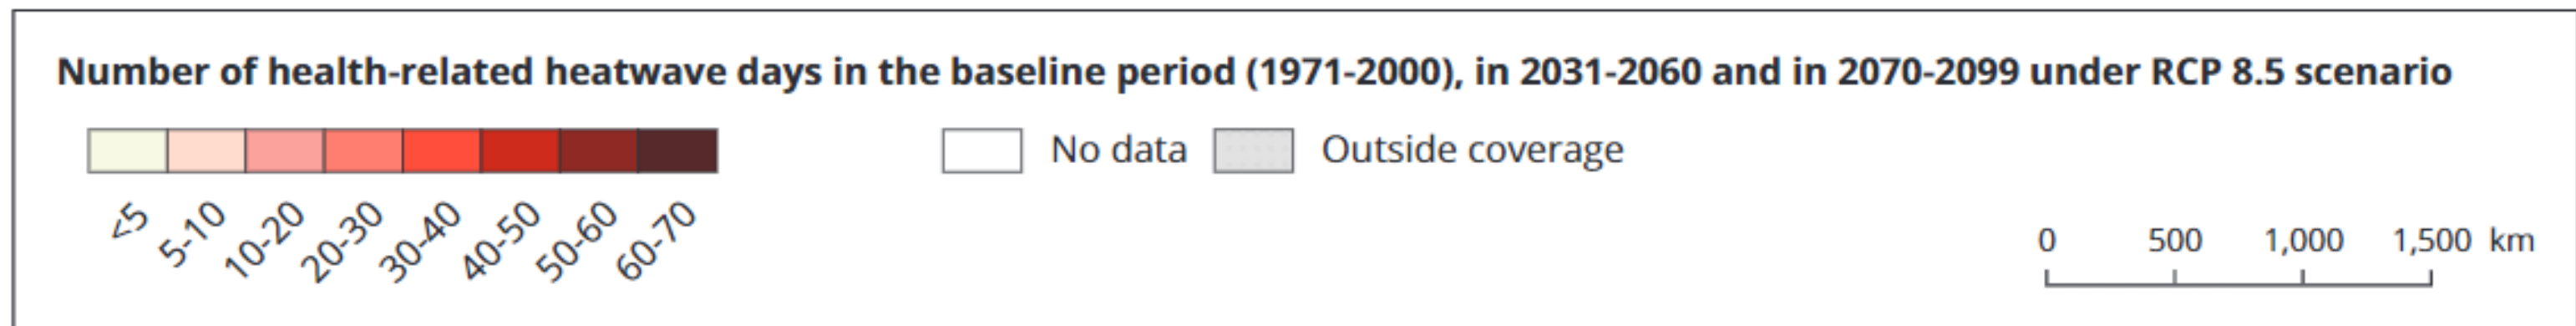 Number of health-related heatwave days in the baseline period (1971-2000), in 2031-2060 and in 2070-2099 under RCP 8.5 scenario
No data Outside coverage
<5 5-10 10-20 20-30 30-40 40-50 50-60 60-70
0 500 1,000 1,500 km